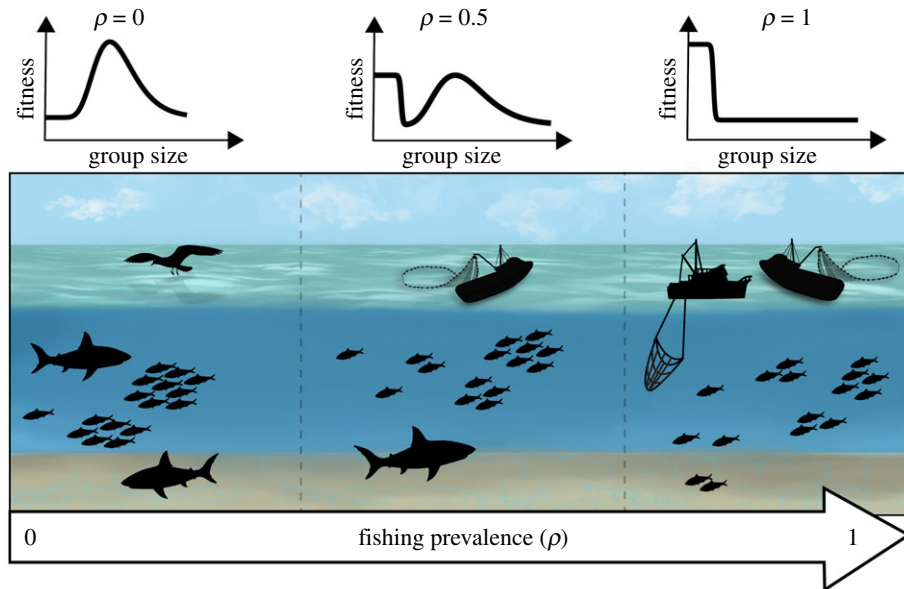 ρ = 0
ρ = 0.5
ρ = 1
fitness
fitness
fitness
group size
group size
group size
0
fishing prevalence (ρ)
1